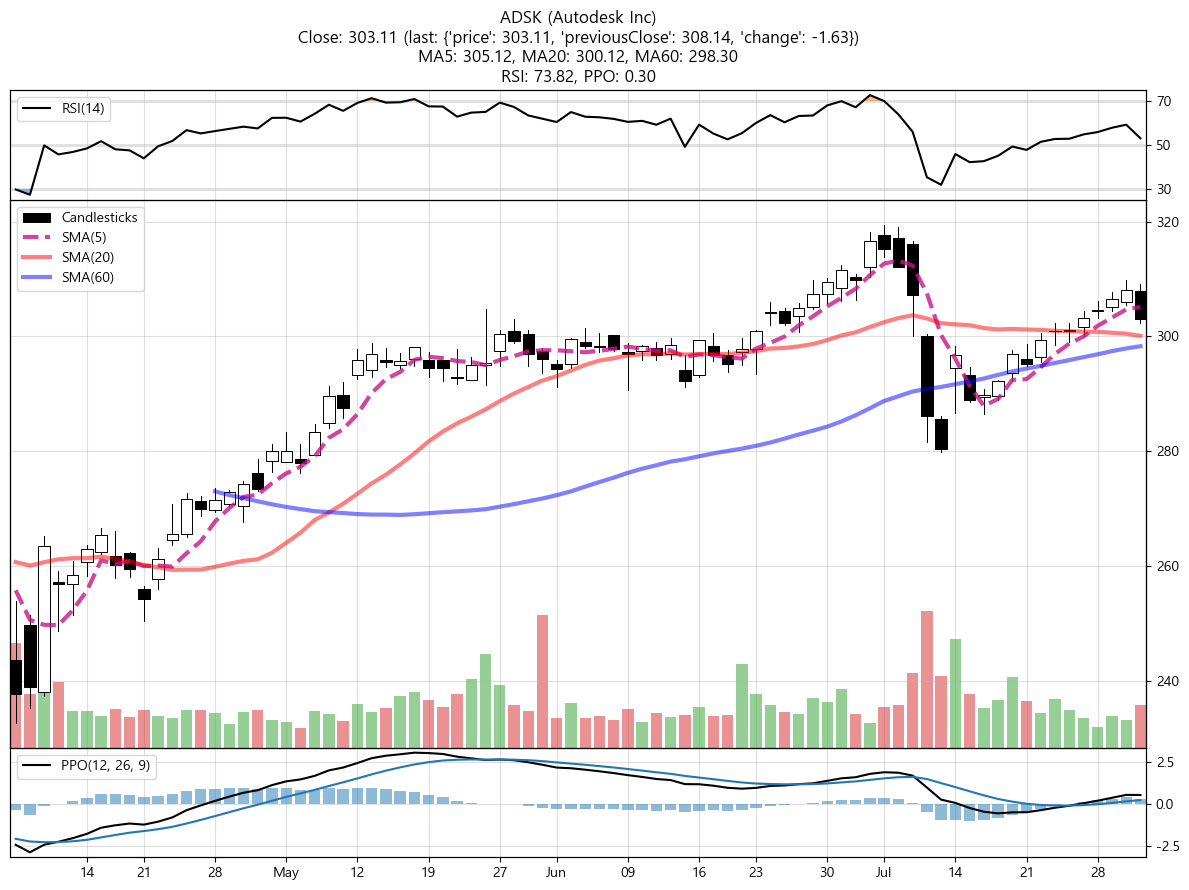 ADSK (Autodesk Inc)
Close: 303.11 (last: {'price': 303.11, 'previousClose': 308.14, 'change': -1.63})
MA5: 305.12, MA20: 300.12, MA60: 298.30
RSI: 73.82, PPO: 0.30
RSI(14)
70
50
30
Candlesticks
SMA(5)
SMA(20)
SMA(60)
320
300
280
260
240
PPO(12, 26, 9)
2.5
0.0
−2.5
14 21 28 May 12 19 27 Jun 09 16 23 30 Jul 14 21 28